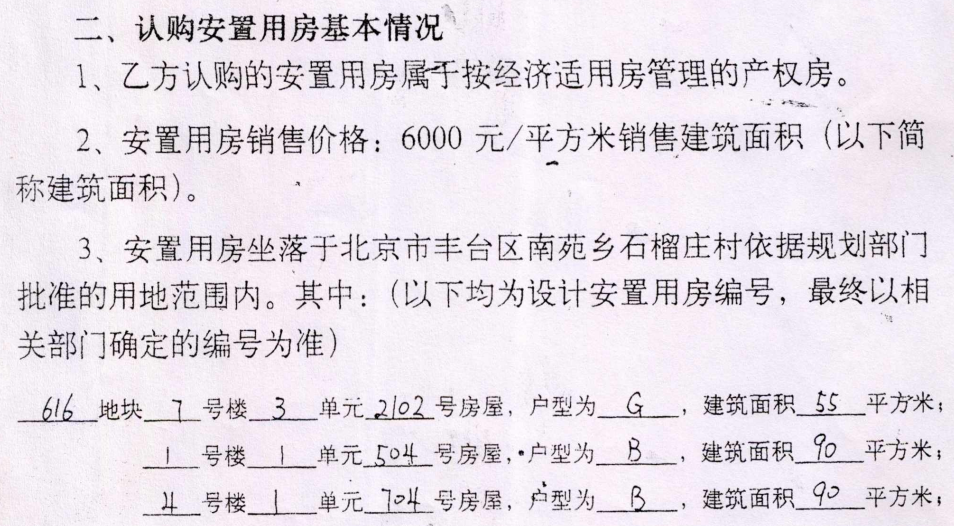 二、认购安置用房基本情况
1、乙方认购的安置用房属于按经济适用房管理的产权房。
2、安置用房销售价格：6000 元/平方米销售建筑面积（以下简
称建筑面积）。
3、安置用房坐落于北京市丰台区南苑乡石榴庄村依据规划部门
批准的用地范围内。其中：（以下均为设计安置用房编号，最终以相
关部门确定的编号为准）
616 地块 7 号楼 3 单元 2102 号房屋，户型为 G ，建筑面积 55 平方米；
1 号楼 1 单元 504 号房屋，户型为 B ，建筑面积 90 平方米；
4 号楼 1 单元 704 号房屋，户型为 B ，建筑面积 90 平方米；